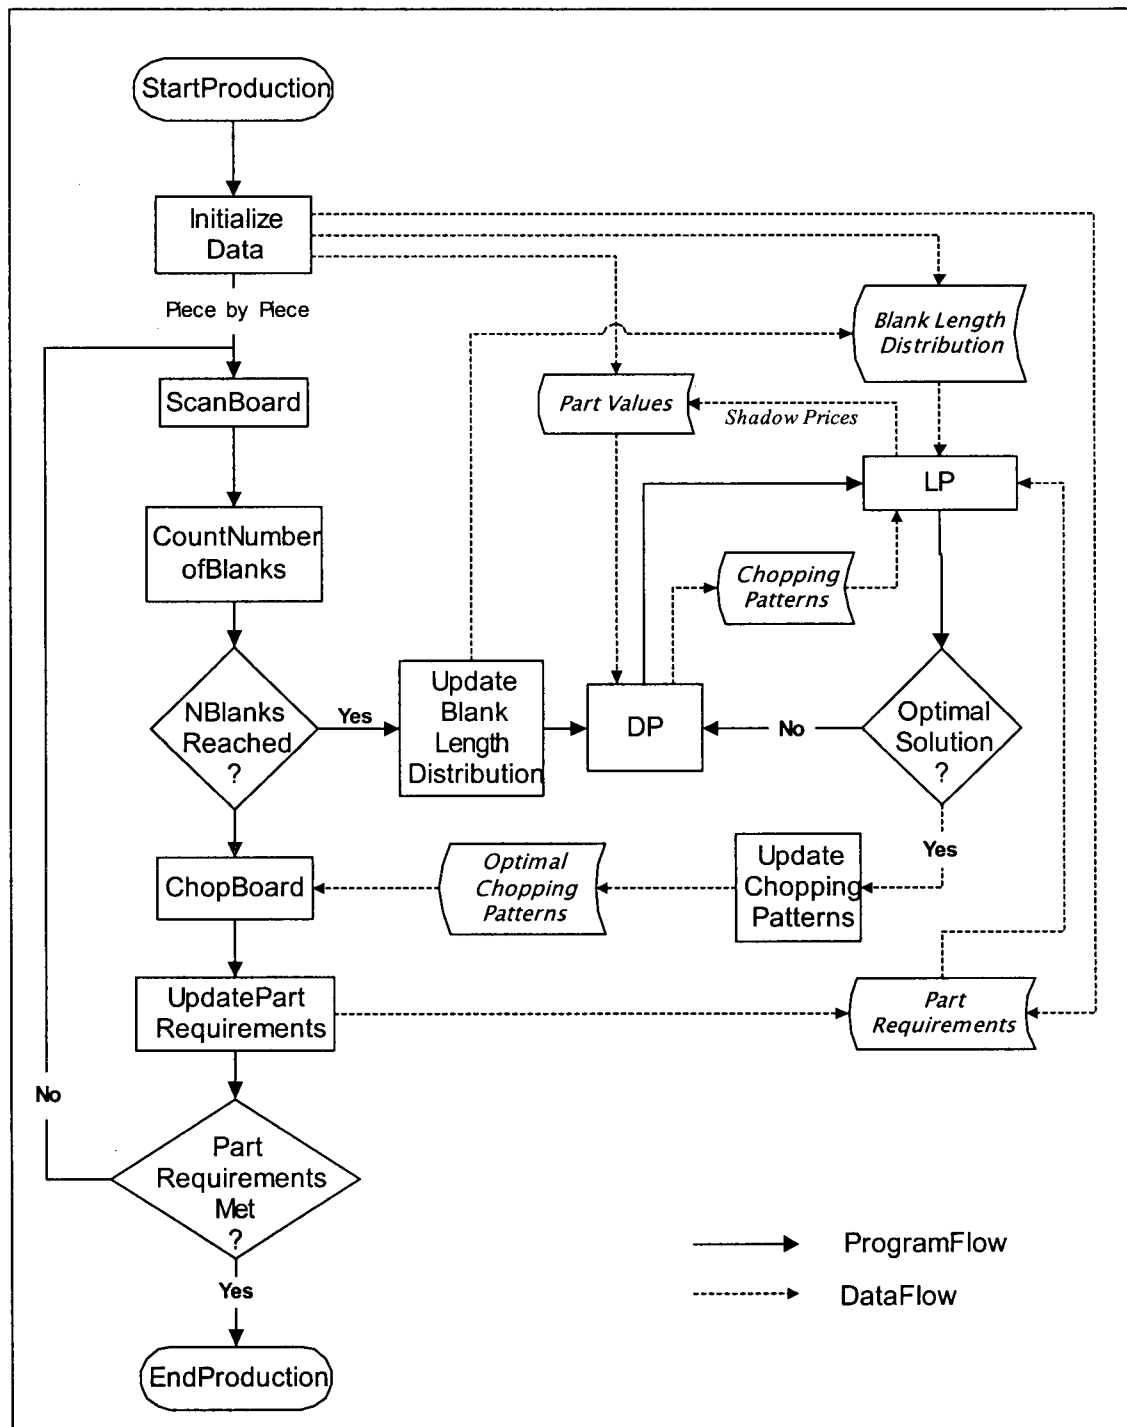 StartProduction
Initialize
Data
Piece by Piece
Blank Length
Distribution
ScanBoard
Part Values
Shadow Prices
LP
CountNumber
ofBlanks
Chopping
Patterns
NBlanks
Reached
?
Yes
Update
Blank
Length
Distribution
DP
No
Optimal
Solution
?
Yes
ChopBoard
Optimal
Chopping
Patterns
Update
Chopping
Patterns
UpdatePart
Requirements
Part
Requirements
No
Part
Requirements
Met
?
Yes
ProgramFlow
DataFlow
EndProduction